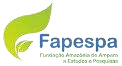 Fapespa
Fundação Amazônia de Amparo
a Estudos e Pesquisas